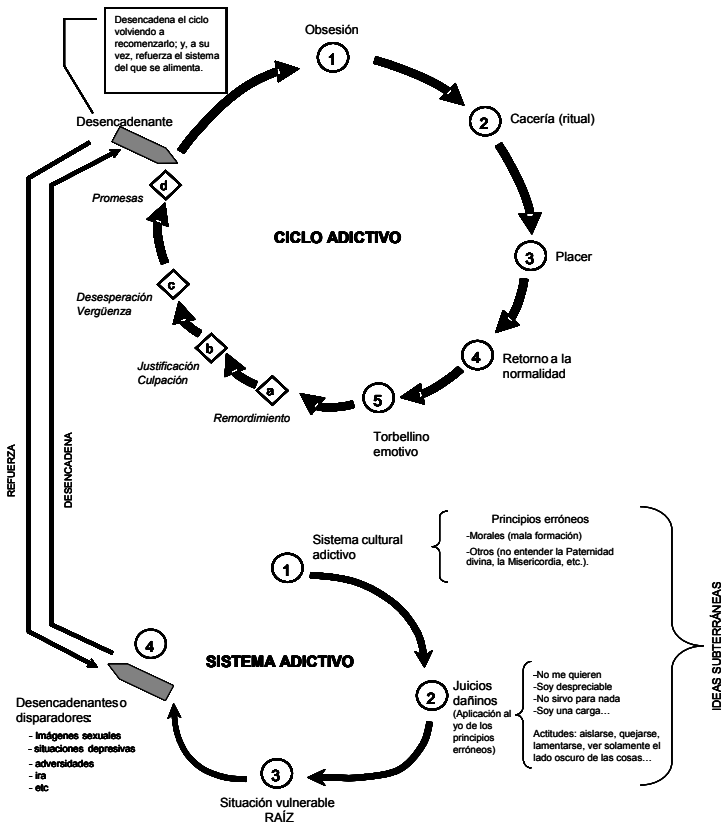 Desencadena el ciclo
volviendo a
recomenzarlo; y, a su
vez, refuerza el sistema
del que se alimenta.
Desencadenante
Obsesión
1
2
Cacería (ritual)
3
Placer
4
Retorno a la
normalidad
5
Torbellino
emotivo
a
Remordimiento
b
Justificación
Culpación
c
Desesperación
Vergüenza
d
Promesas
CICLO ADICTIVO
REFUERZA
DESENCADENA
1
Sistema cultural
adictivo
Principios erróneos
-Morales (mala formación)
-Otros (no entender la Paternidad
divina, la Misericordia, etc.).
2
Juicios
dañinos
(Aplicación al
yo de los
principios
erróneos)
-No me quieren
-Soy despreciable
-No sirvo para nada
-Soy una carga…
Actitudes: aislarse, quejarse,
lamentarse, ver solamente el
lado oscuro de las cosas…
IDEAS SUBTERRÁNEAS
3
Situación vulnerable
RAÍZ
4
SISTEMA ADICTIVO
Desencadenantes o
disparadores:
- Imágenes sexuales
- situaciones depresivas
- adversidades
- ira
- etc